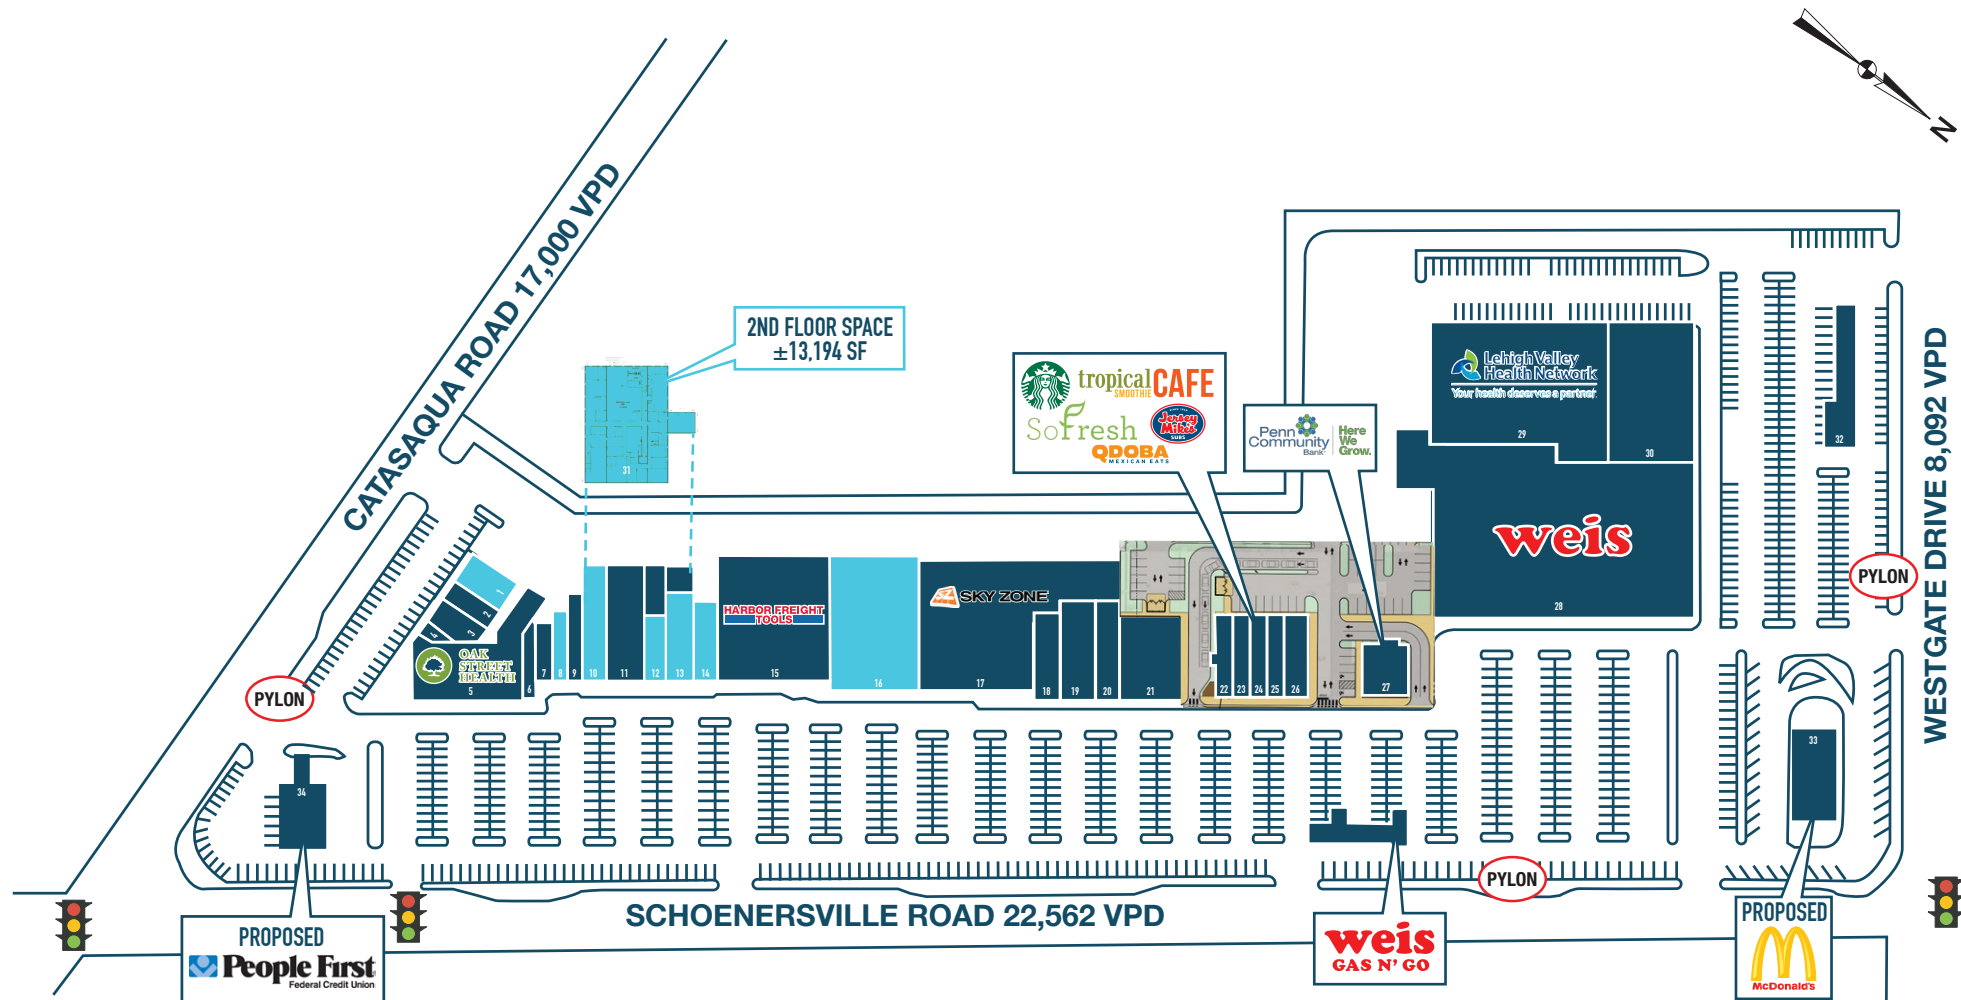 N
CATASAQUA ROAD 17,000 VPD
2ND FLOOR SPACE
±13,194 SF
31
tropical CAFE
SMOOTHIE
SoFresh
Jersey
Mike's
SUBS
QDOBA
MEXICAN EATS
Penn
Community
Bank
Here
We
Grow.
Lehigh Valley
Health Network
Your health deserves a partner.
29
30
32
WESTGATE DRIVE 8,092 VPD
PYLON
weis
28
1
2
3
4
OAK
STREET
HEALTH
5
6
7
8
9
10
11
12
13
14
HARBOR FREIGHT
TOOLS
15
16
SZ
SKY ZONE
17
18
19
20
21
22
23
24
25
26
27
PYLON
34
33
PYLON
SCHOENERSVILLE ROAD 22,562 VPD
PROPOSED
People First
Federal Credit Union
weis
GAS N' GO
PROPOSED
McDonald's